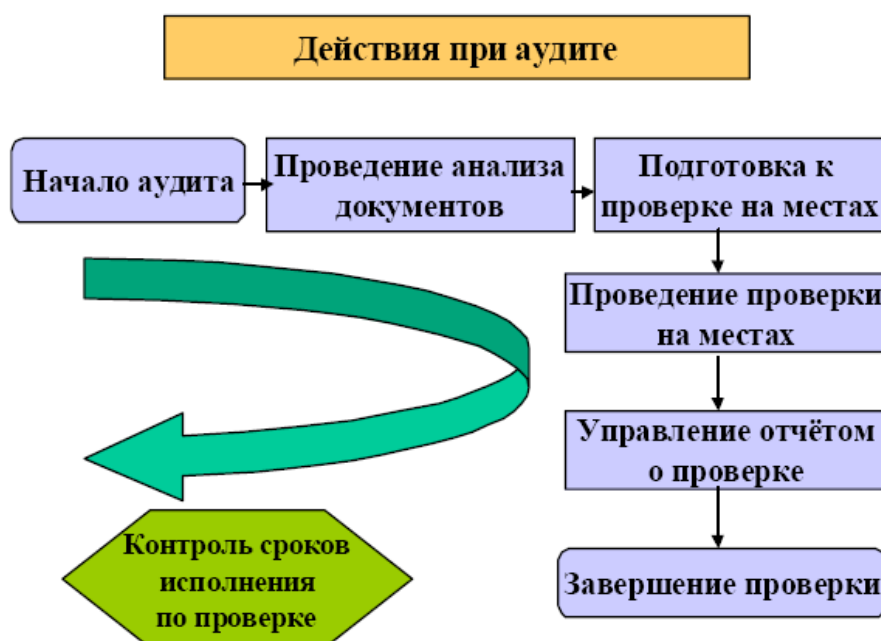 Действия при аудите
Начало аудита
Проведение анализа
документов
Подготовка к
проверке на местах
Проведение проверки
на местах
Управление отчётом
о проверке
Завершение проверки
Контроль сроков
исполнения
по проверке